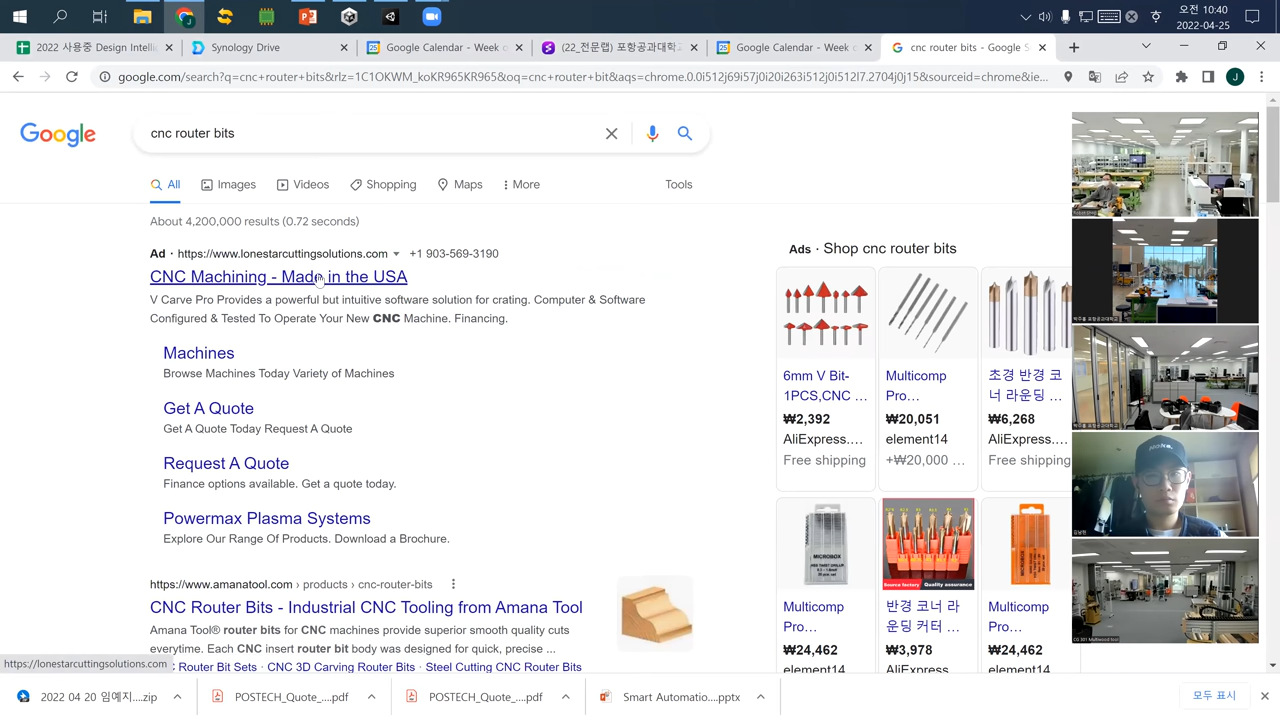 오전 10:40
2022-04-25
2022 사용중 Design Intelli
Synology Drive
Google Calendar - Week o
(22_전문랩) 포항공과대학
Google Calendar - Week o
cnc router bits - Google S
google.com/search?q=cnc+router+bits&rlz=1C1OKWM_koKR965KR965&oq=cnc+router+bit&aqs=chrome.0.0i512j69i57j0i20i263i512j0i512l7.2704j0j15&sourceid=chrome&ie...
J
Google
cnc router bits
All
Images
Videos
Shopping
Maps
More
Tools
About 4,200,000 results (0.72 seconds)
Ad · https://www.lonestarcuttingsolutions.com
+1 903-569-3190
CNC Machining - Made in the USA
V Carve Pro Provides a powerful but intuitive software solution for crating. Computer & Software
Configured & Tested To Operate Your New CNC Machine. Financing.
Machines
Browse Machines Today Variety of Machines
Get A Quote
Get A Quote Today Request A Quote
Request A Quote
Finance options available. Get a quote today.
Powermax Plasma Systems
Explore Our Range Of Products. Download a Brochure.
https://www.amanatool.com › products › cnc-router-bits
CNC Router Bits - Industrial CNC Tooling from Amana Tool
Amana Tool® router bits for CNC machines provide superior smooth quality cuts
everytime. Each CNC insert router bit body was designed for quick, precise ...
Router Bit Sets · CNC 3D Carving Router Bits · Steel Cutting CNC Router Bits
https://lonestarcuttingsolutions.com
Ads · Shop cnc router bits
6mm V Bit-
1PCS,CNC ...
₩2,392
AliExpress....
Free shipping
Multicomp
Pro...
₩20,051
element14
+₩20,000 ...
초경 반경 코
너 라운딩 ...
₩6,268
AliExpress....
Free shipping
MICROBOX
Multicomp
Pro...
₩24,462
element14
Source factory
Quality assurance
반경 코너 라
운딩 커터 ...
₩3,978
AliExpress
Multicomp
Pro...
₩24,462
element14
CG 301 Multiwood tool
2022 04 20 임예지....zip
POSTECH_Quote_....pdf
POSTECH_Quote_....pdf
Smart Automatio....pptx
모두 표시